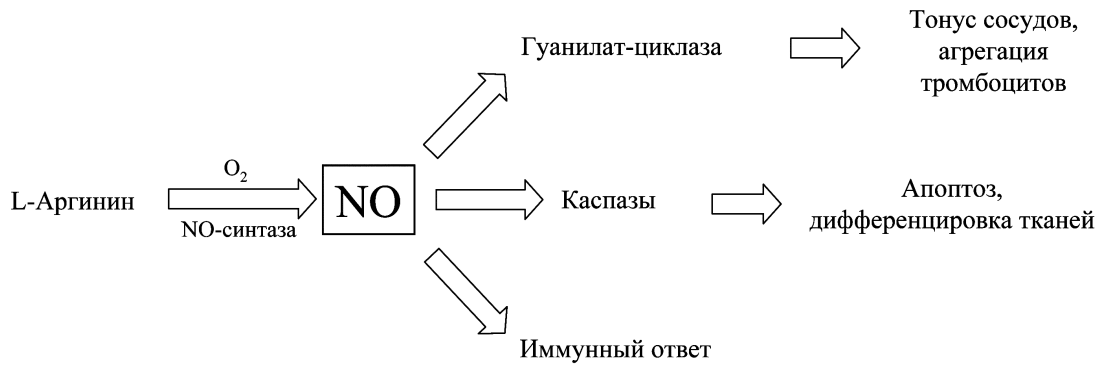 L-Аргинин
O₂
NO-синтаза
NO
Гуанилат-циклаза
Тонус сосудов,
агрегация
тромбоцитов
Каспазы
Апоптоз,
дифференцировка тканей
Иммунный ответ